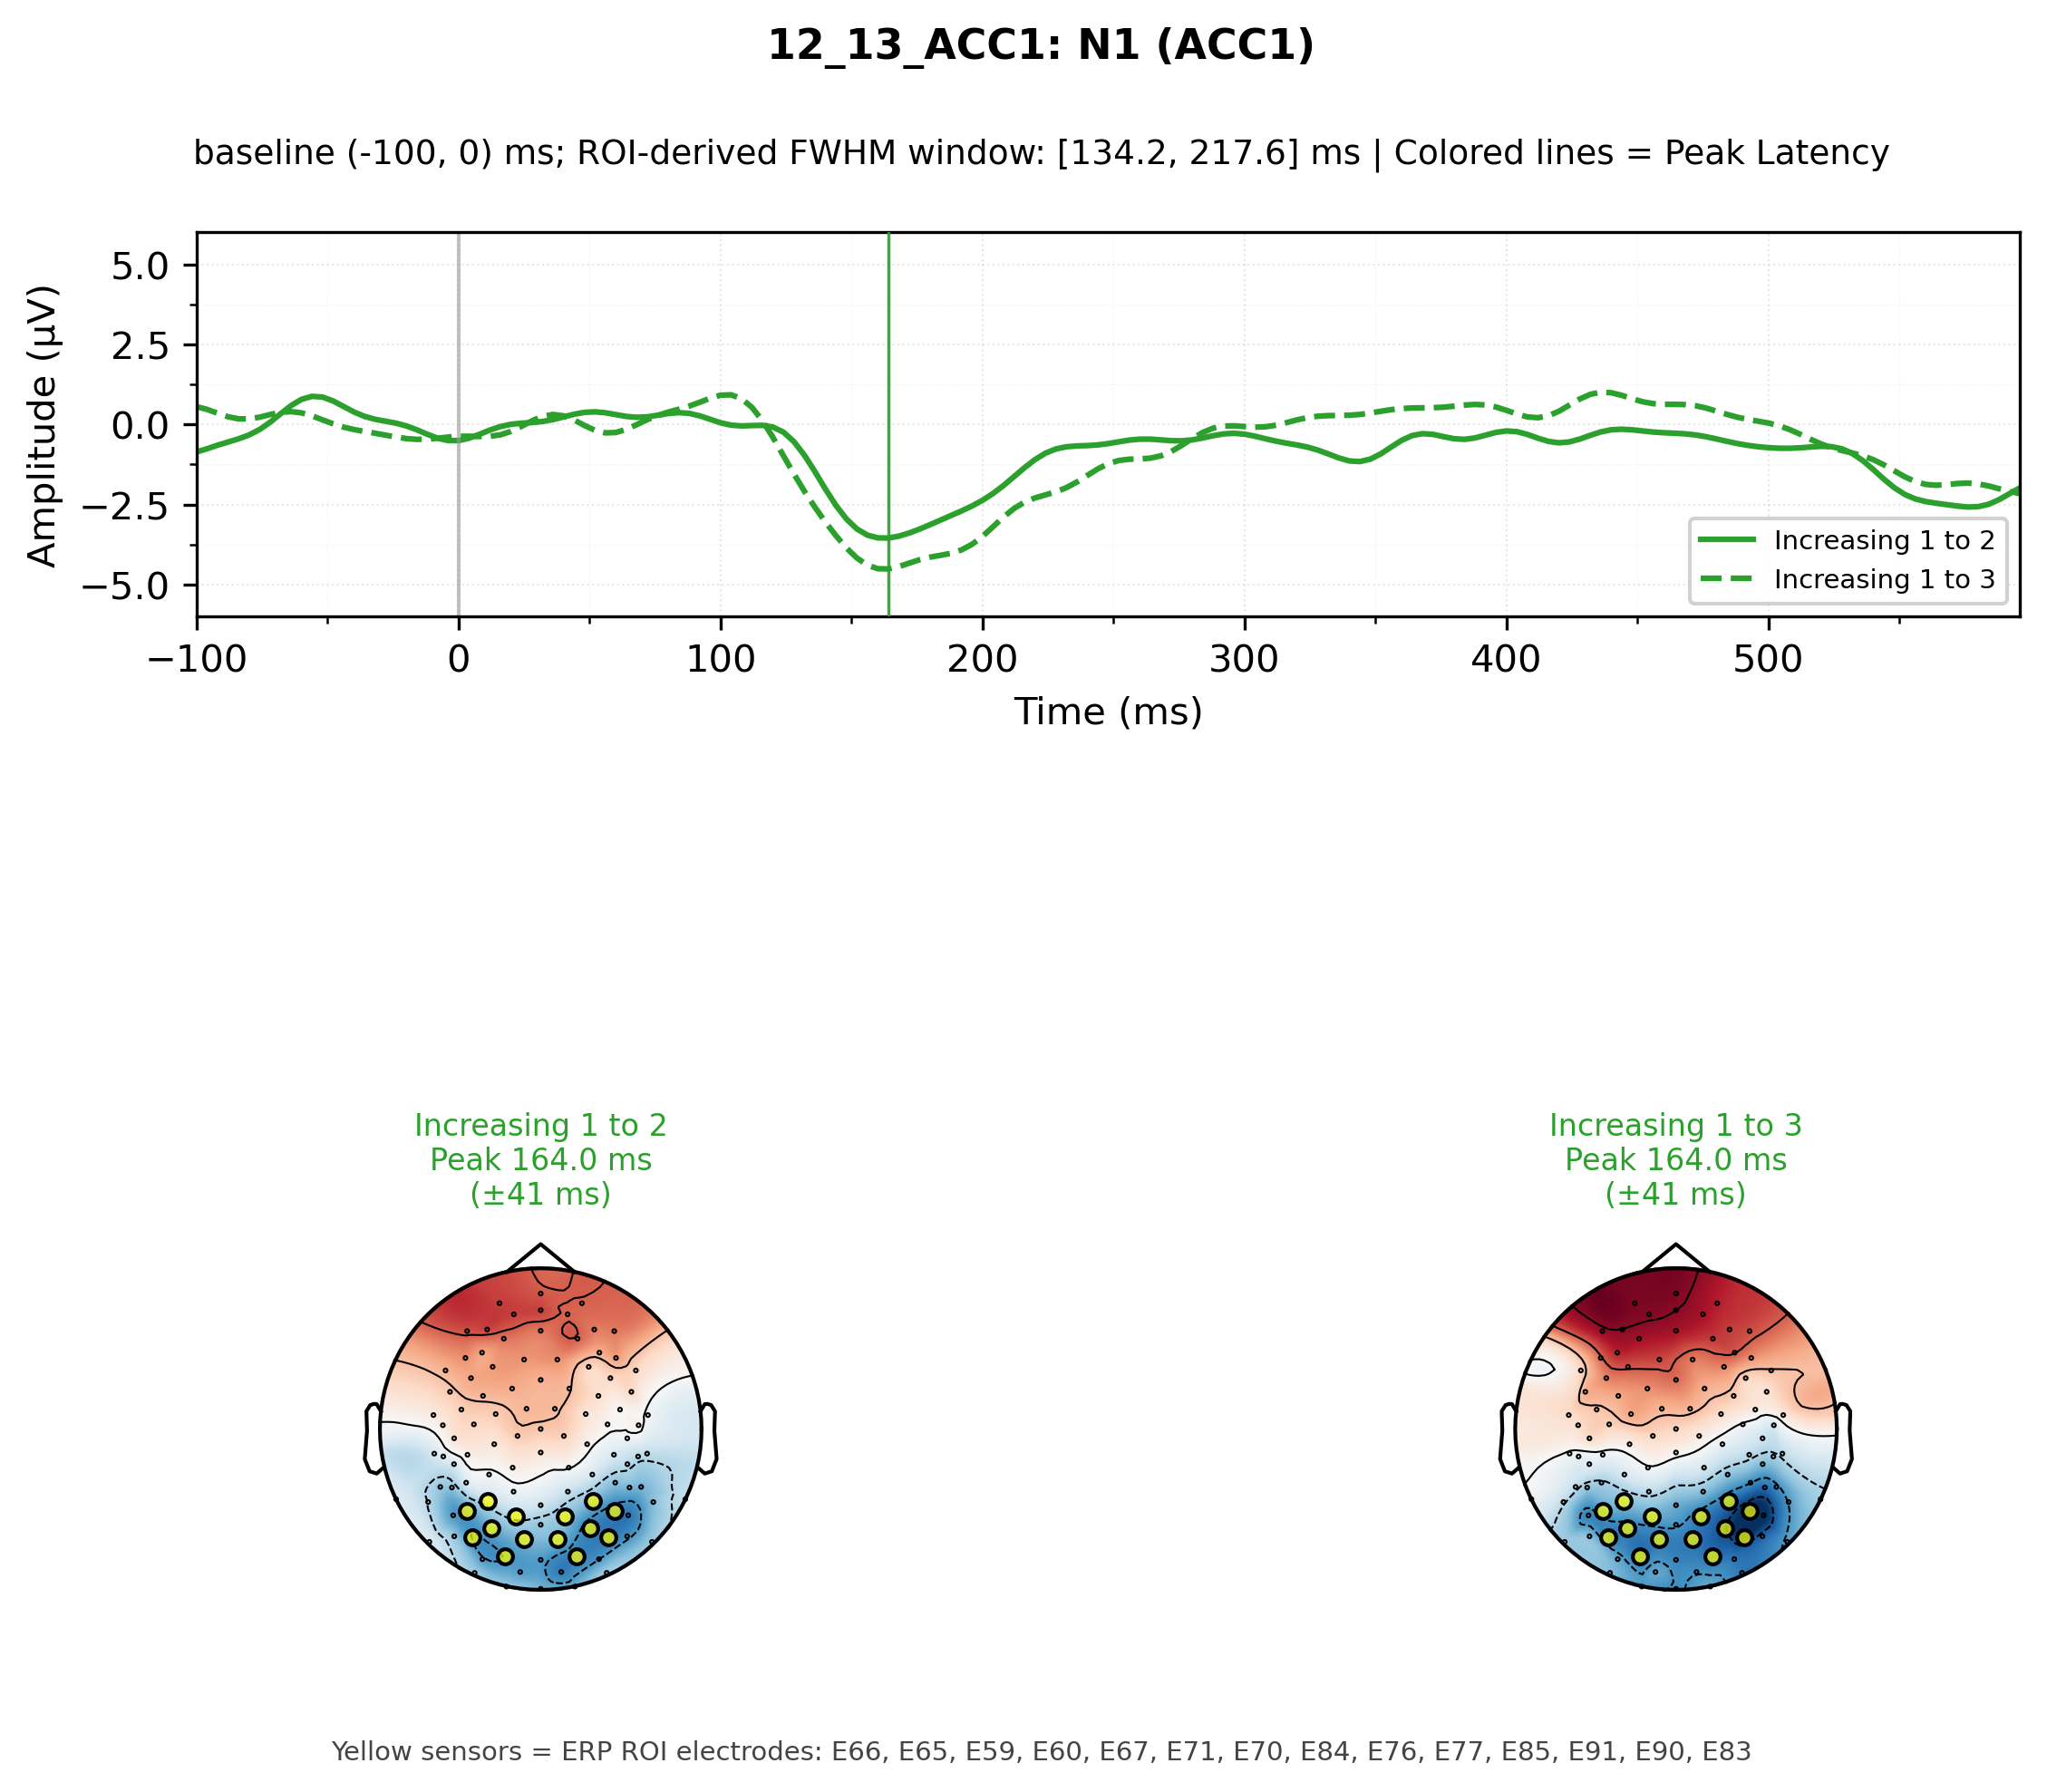 12_13_ACC1: N1 (ACC1)
baseline (-100, 0) ms; ROI-derived FWHM window: [134.2, 217.6] ms | Colored lines = Peak Latency
Amplitude (µV)
5.0
2.5
0.0
−2.5
−5.0
Increasing 1 to 2
Increasing 1 to 3
−100 0 100 200 300 400 500
Time (ms)
Increasing 1 to 2
Peak 164.0 ms
(±41 ms)
Increasing 1 to 3
Peak 164.0 ms
(±41 ms)
Yellow sensors = ERP ROI electrodes: E66, E65, E59, E60, E67, E71, E70, E84, E76, E77, E85, E91, E90, E83